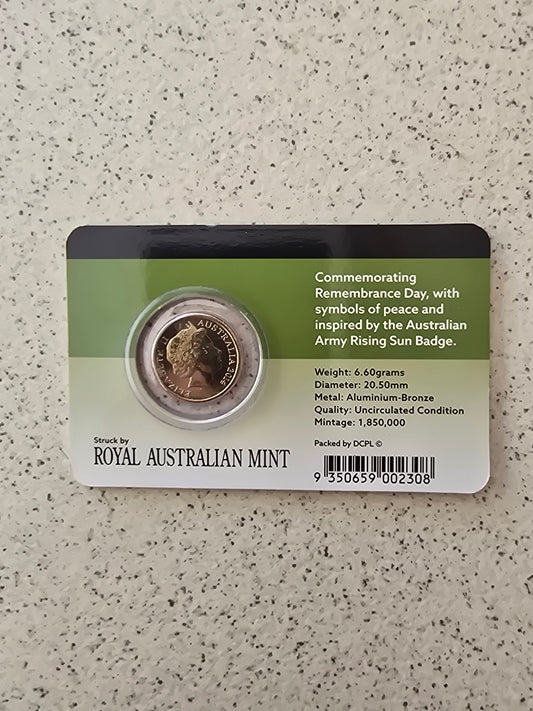 Commemorating
Remembrance Day, with
symbols of peace and
inspired by the Australian
Army Rising Sun Badge.
Weight: 6.60grams
Diameter: 20.50mm
Metal: Aluminium-Bronze
Quality: Uncirculated Condition
Mintage: 1,850,000
ELIZABETH II AUSTRALIA
Struck by
ROYAL AUSTRALIAN MINT
Packed by DCPL ©
9 350659 002308